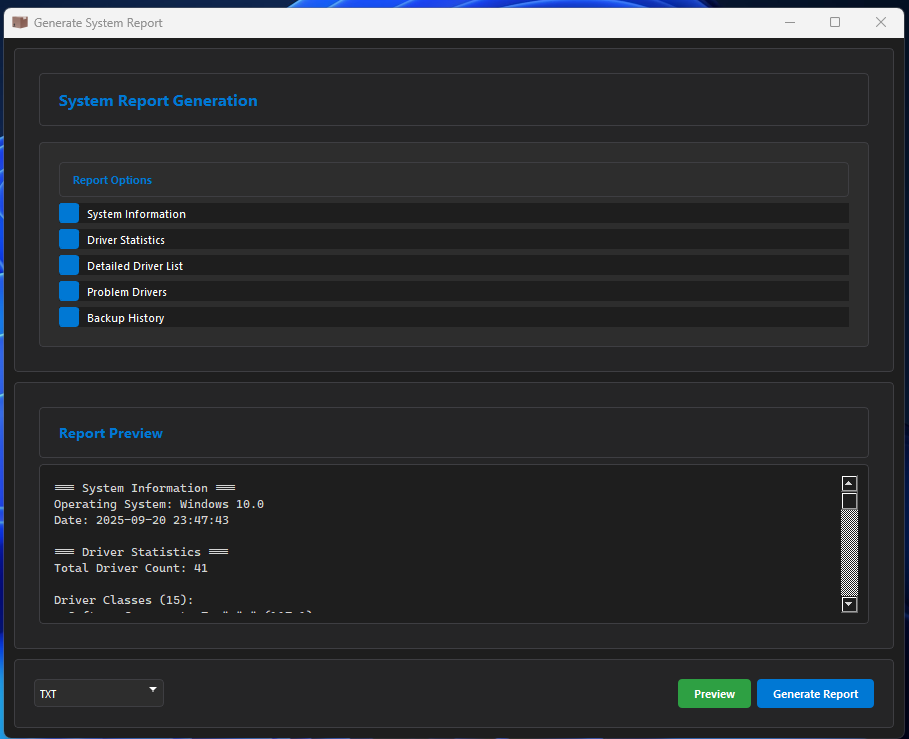 Generate System Report
System Report Generation
Report Options
System Information
Driver Statistics
Detailed Driver List
Problem Drivers
Backup History
Report Preview
=== System Information ===
Operating System: Windows 10.0
Date: 2025-09-20 23:47:43
=== Driver Statistics ===
Total Driver Count: 41
Driver Classes (15):
TXT
Preview
Generate Report